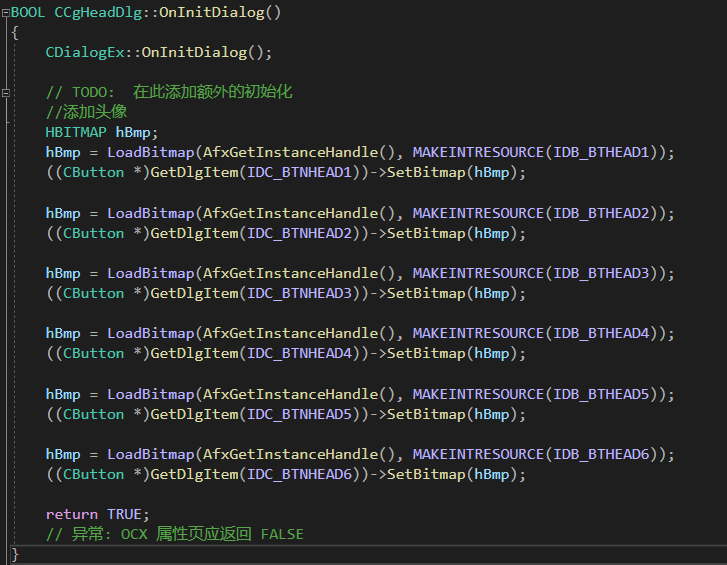 BOOL CCgHeadDlg::OnInitDialog()
{
CDialogEx::OnInitDialog();
// TODO:  在此添加额外的初始化
//添加头像
HBITMAP hBmp;
hBmp = LoadBitmap(AfxGetInstanceHandle(), MAKEINTRESOURCE(IDB_BTHEAD1));
((CButton *)GetDlgItem(IDC_BTNHEAD1))->SetBitmap(hBmp);
hBmp = LoadBitmap(AfxGetInstanceHandle(), MAKEINTRESOURCE(IDB_BTHEAD2));
((CButton *)GetDlgItem(IDC_BTNHEAD2))->SetBitmap(hBmp);
hBmp = LoadBitmap(AfxGetInstanceHandle(), MAKEINTRESOURCE(IDB_BTHEAD3));
((CButton *)GetDlgItem(IDC_BTNHEAD3))->SetBitmap(hBmp);
hBmp = LoadBitmap(AfxGetInstanceHandle(), MAKEINTRESOURCE(IDB_BTHEAD4));
((CButton *)GetDlgItem(IDC_BTNHEAD4))->SetBitmap(hBmp);
hBmp = LoadBitmap(AfxGetInstanceHandle(), MAKEINTRESOURCE(IDB_BTHEAD5));
((CButton *)GetDlgItem(IDC_BTNHEAD5))->SetBitmap(hBmp);
hBmp = LoadBitmap(AfxGetInstanceHandle(), MAKEINTRESOURCE(IDB_BTHEAD6));
((CButton *)GetDlgItem(IDC_BTNHEAD6))->SetBitmap(hBmp);
return TRUE;
// 异常: OCX 属性页应返回 FALSE
}